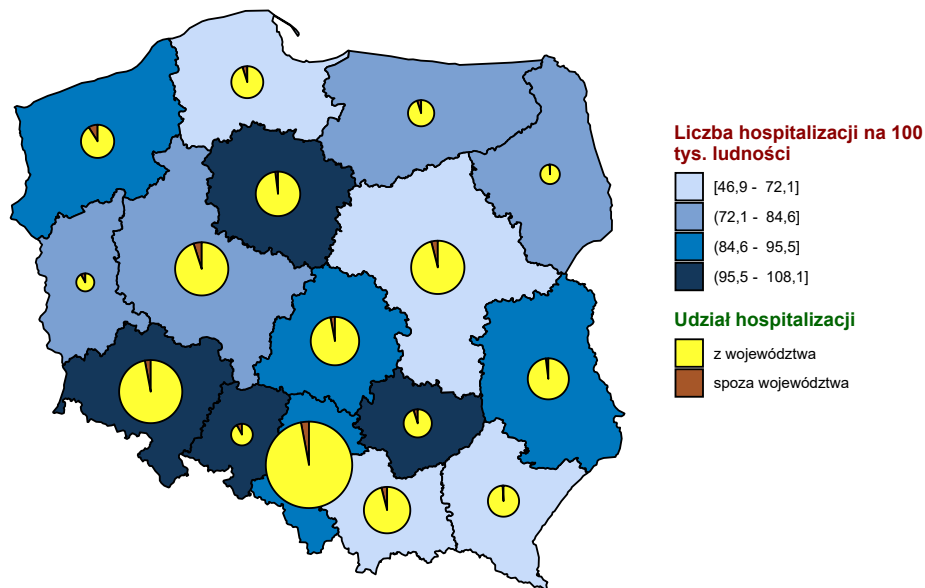 Liczba hospitalizacji na 100
tys. ludności
[46,9 - 72,1]
(72,1 - 84,6]
(84,6 - 95,5]
(95,5 - 108,1]
Udział hospitalizacji
z województwa
spoza województwa